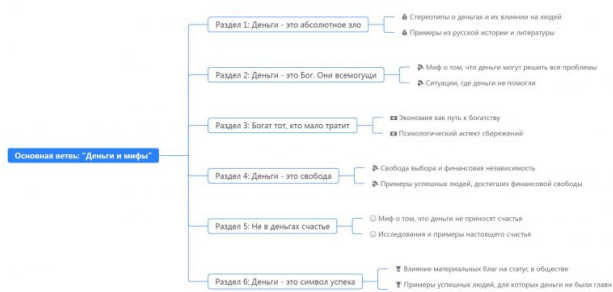 Основная ветвь: "Деньги и мифы"
Раздел 1: Деньги - это абсолютное зло
Стереотипы о деньгах и их влиянии на людей
Примеры из русской истории и литературы
Раздел 2: Деньги - это Бог. Они всемогущи
Миф о том, что деньги могут решить все проблемы
Ситуации, где деньги не помогли
Раздел 3: Богат тот, кто мало тратит
Экономия как путь к богатству
Психологический аспект сбережений
Раздел 4: Деньги - это свобода
Свобода выбора и финансовая независимость
Примеры успешных людей, достигших финансовой свободы
Раздел 5: Не в деньгах счастье
Миф о том, что деньги не приносят счастья
Исследования и примеры настоящего счастья
Раздел 6: Деньги - это символ успеха
Влияние материальных благ на статус в обществе
Примеры успешных людей, для которых деньги не были главн